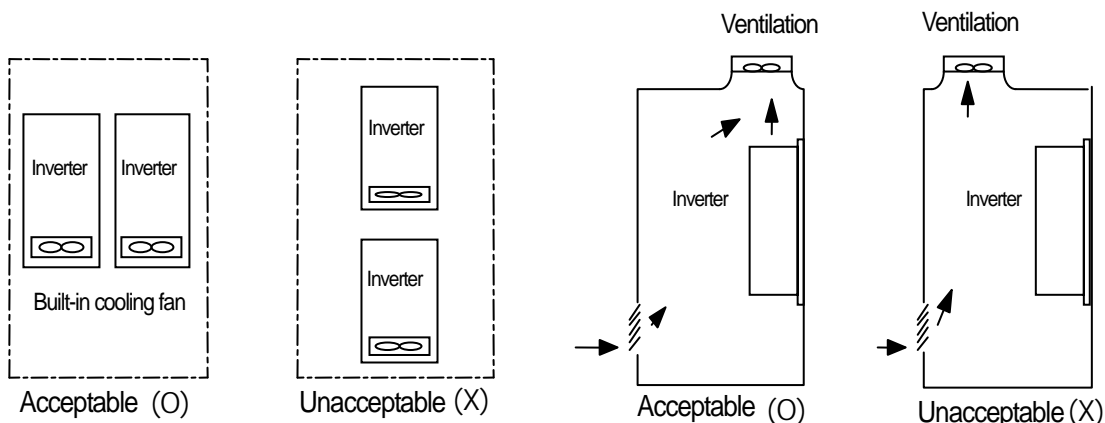 Ventilation
Ventilation
Inverter
Inverter
Built-in cooling fan
Acceptable (O)
Inverter
Inverter
Unacceptable (X)
Inverter
Acceptable (O)
Inverter
Unacceptable (X)